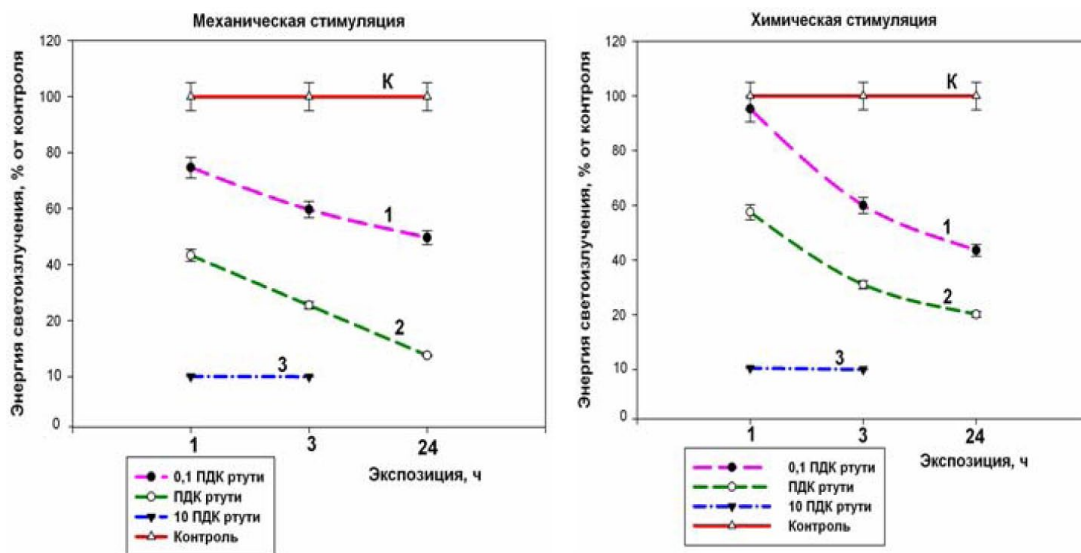 Механическая стимуляция
Энергия светоизлучения, % от контроля
120
100
80
60
40
20
10
0
К
1
2
3
1
3
24
Экспозиция, ч
0,1 ПДК ртути
ПДК ртути
10 ПДК ртути
Контроль
Химическая стимуляция
Энергия светоизлучения, % от контроля
120
100
80
60
40
20
10
0
К
1
2
3
1
3
24
Экспозиция, ч
0,1 ПДК ртути
ПДК ртути
10 ПДК ртути
Контроль